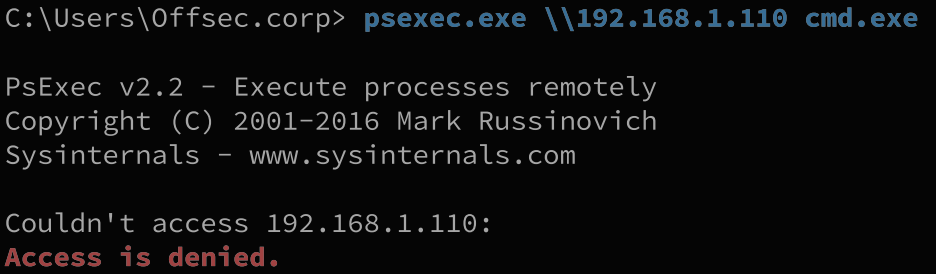 C:\Users\Offsec.corp> psexec.exe \\192.168.1.110 cmd.exe
PsExec v2.2 - Execute processes remotely
Copyright (C) 2001-2016 Mark Russinovich
Sysinternals - www.sysinternals.com
Couldn't access 192.168.1.110:
Access is denied.